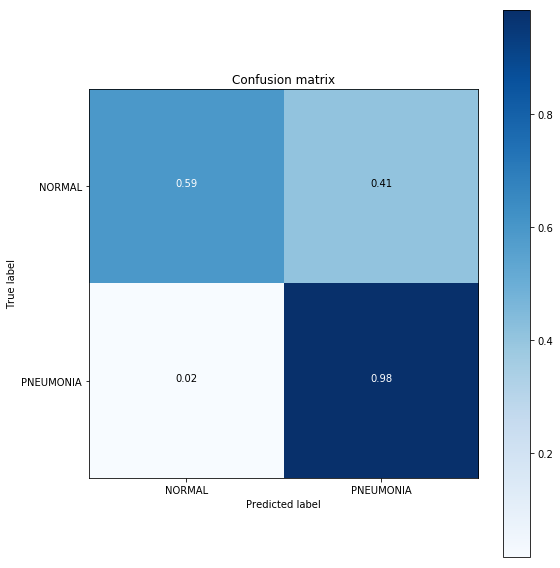 Confusion matrix
True label
NORMAL
0.59
0.41
PNEUMONIA
0.02
0.98
NORMAL
PNEUMONIA
Predicted label
0.8
0.6
0.4
0.2